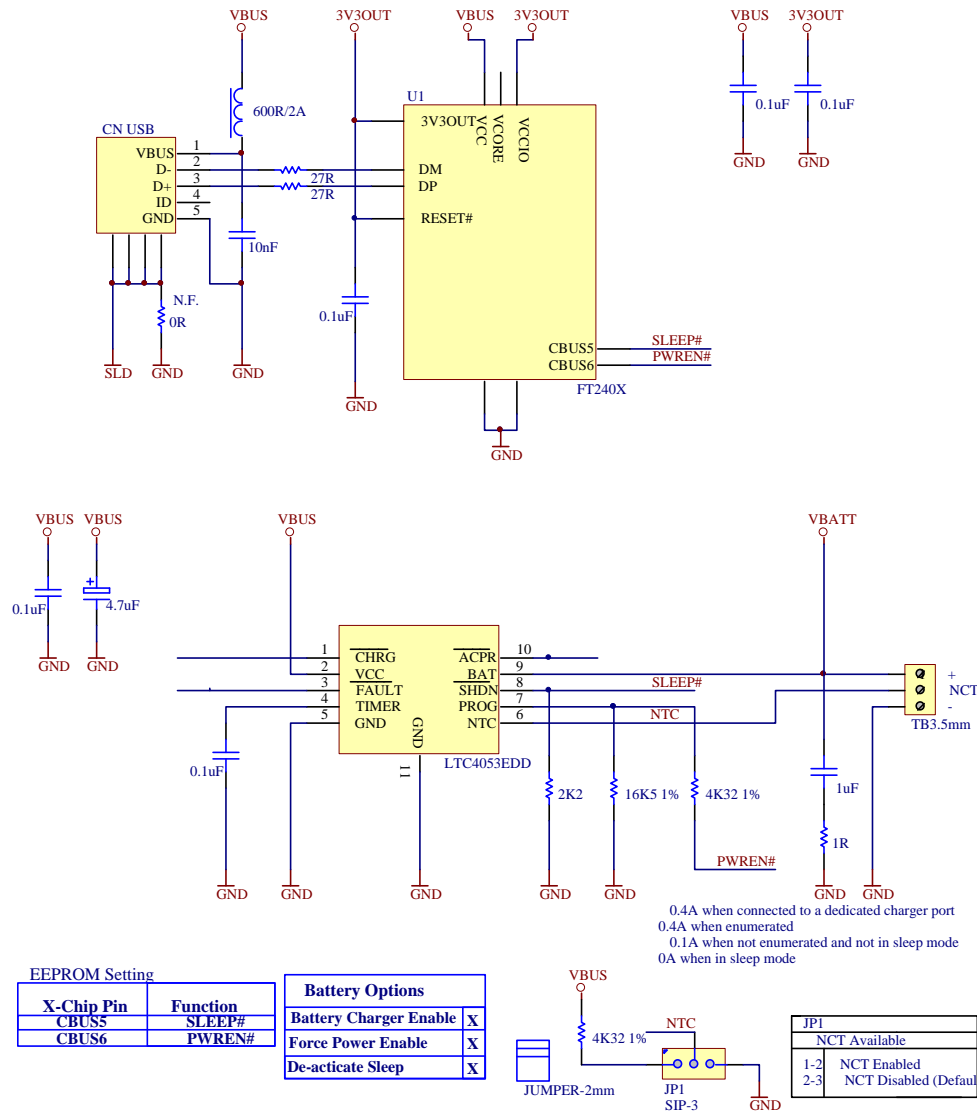 VBUS
3V3OUT
VBUS
3V3OUT
VBUS
3V3OUT
600R/2A
U1
0.1uF
0.1uF
GND
GND
CN USB
VBUS 1
D- 2
D+ 3
ID 4
GND 5
27R
27R
10nF
3V3OUT
VCC
VCORE
VCCIO
DM
DP
RESET#
0.1uF
N.F.
0R
SLD
GND
GND
GND
CBUS5
CBUS6
SLEEP#
PWREN#
FT240X
GND
VBUS
VBUS
VBUS
VBATT
0.1uF
4.7uF
GND
GND
1 CHRG
2 VCC
3 FAULT
4 TIMER
5 GND
GND
11
ACPR 10
BAT 9
SHDN 8
PROG 7
NTC 6
SLEEP#
NTC
+
NCT
-
TB3.5mm
LTC4053EDD
0.1uF
2K2
16K5 1%
4K32 1%
1uF
1R
PWREN#
GND
GND
GND
GND
GND
GND
GND
0.4A when connected to a dedicated charger port
0.4A when enumerated
0.1A when not enumerated and not in sleep mode
0A when in sleep mode
EEPROM Setting
X-Chip Pin Function
CBUS5 SLEEP#
CBUS6 PWREN#
Battery Options
Battery Charger Enable X
Force Power Enable X
De-acticate Sleep X
VBUS
4K32 1%
NTC
JUMPER-2mm
JP1
SIP-3
GND
JP1
NCT Available
1-2 NCT Enabled
2-3 NCT Disabled (Defaul